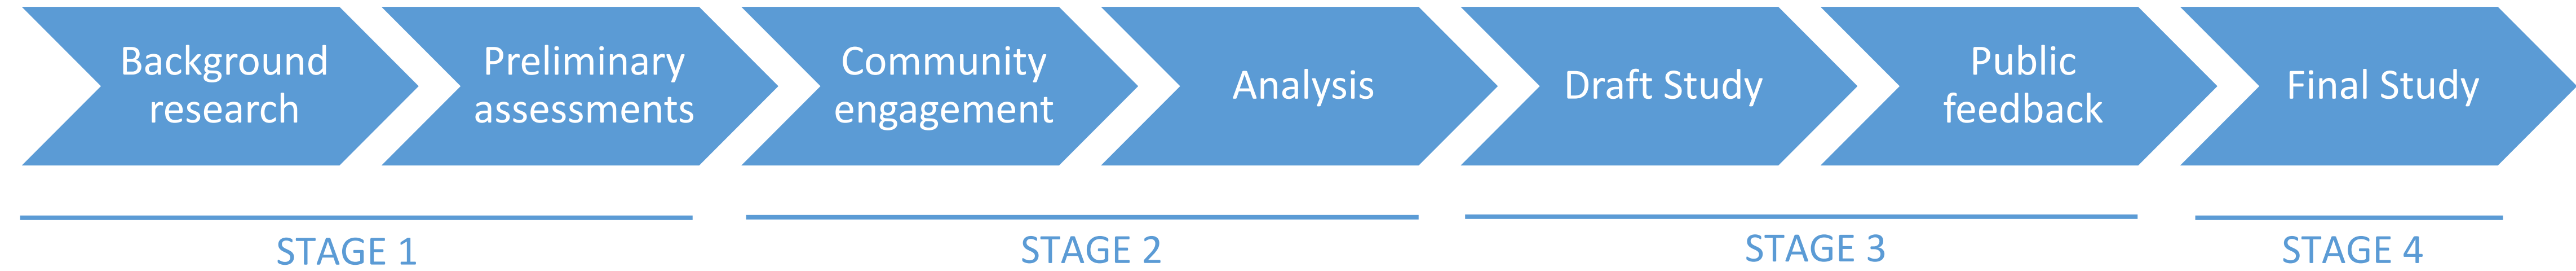 Background
research
Preliminary
assessments
Community
engagement
Analysis
Draft Study
Public
feedback
Final Study
STAGE 1
STAGE 2
STAGE 3
STAGE 4